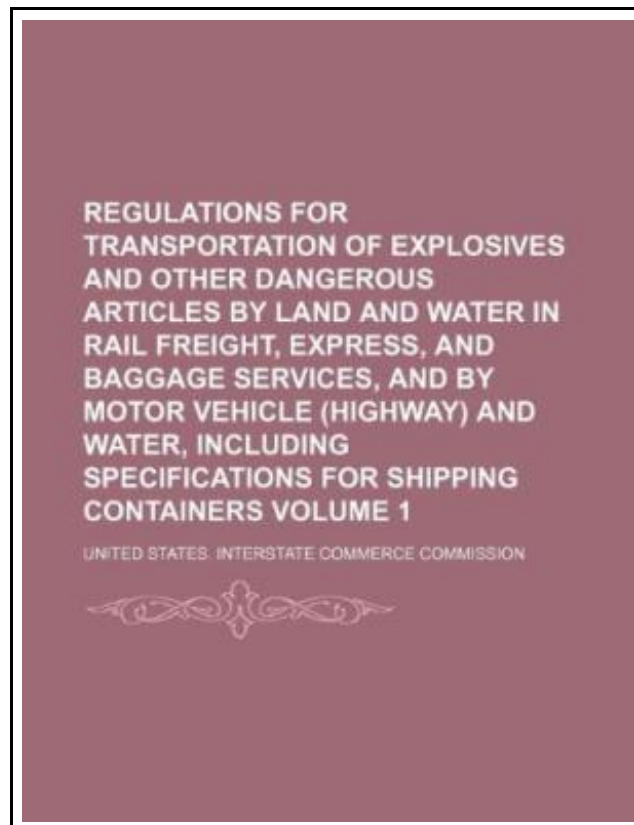 REGULATIONS FOR
TRANSPORTATION OF EXPLOSIVES
AND OTHER DANGEROUS
ARTICLES BY LAND AND WATER IN
RAIL FREIGHT, EXPRESS, AND
BAGGAGE SERVICES, AND BY
MOTOR VEHICLE (HIGHWAY) AND
WATER, INCLUDING
SPECIFICATIONS FOR SHIPPING
CONTAINERS VOLUME 1
UNITED STATES. INTERSTATE COMMERCE COMMISSION